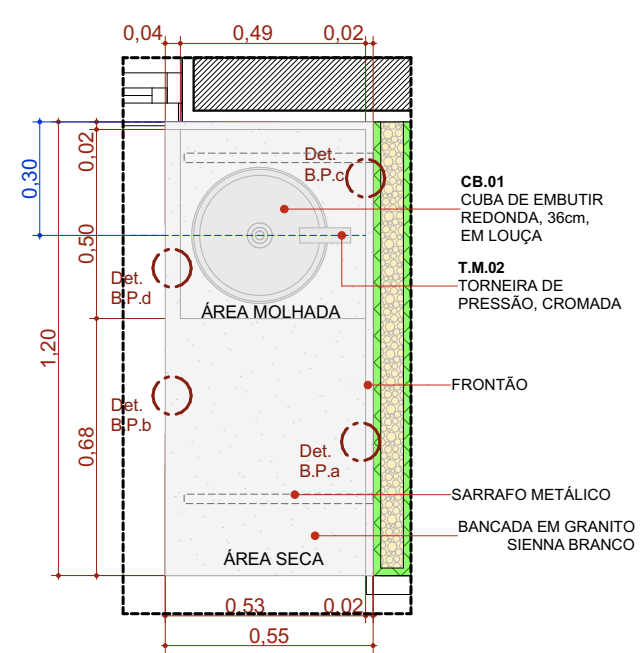 0,04 0,49 0,02
0,02
0,30
0,50
1,20
0,68
Det.
B.P.c
Det.
B.P.d
ÁREA MOLHADA
Det.
B.P.b
Det.
B.P.a
ÁREA SECA
CB.01
CUBA DE EMBUTIR
REDONDA, 36cm,
EM LOUÇA
T.M.02
TORNEIRA DE
PRESSÃO, CROMADA
FRONTÃO
SARRAFO METÁLICO
BANCADA EM GRANITO
SIENNA BRANCO
0,53 0,02
0,55